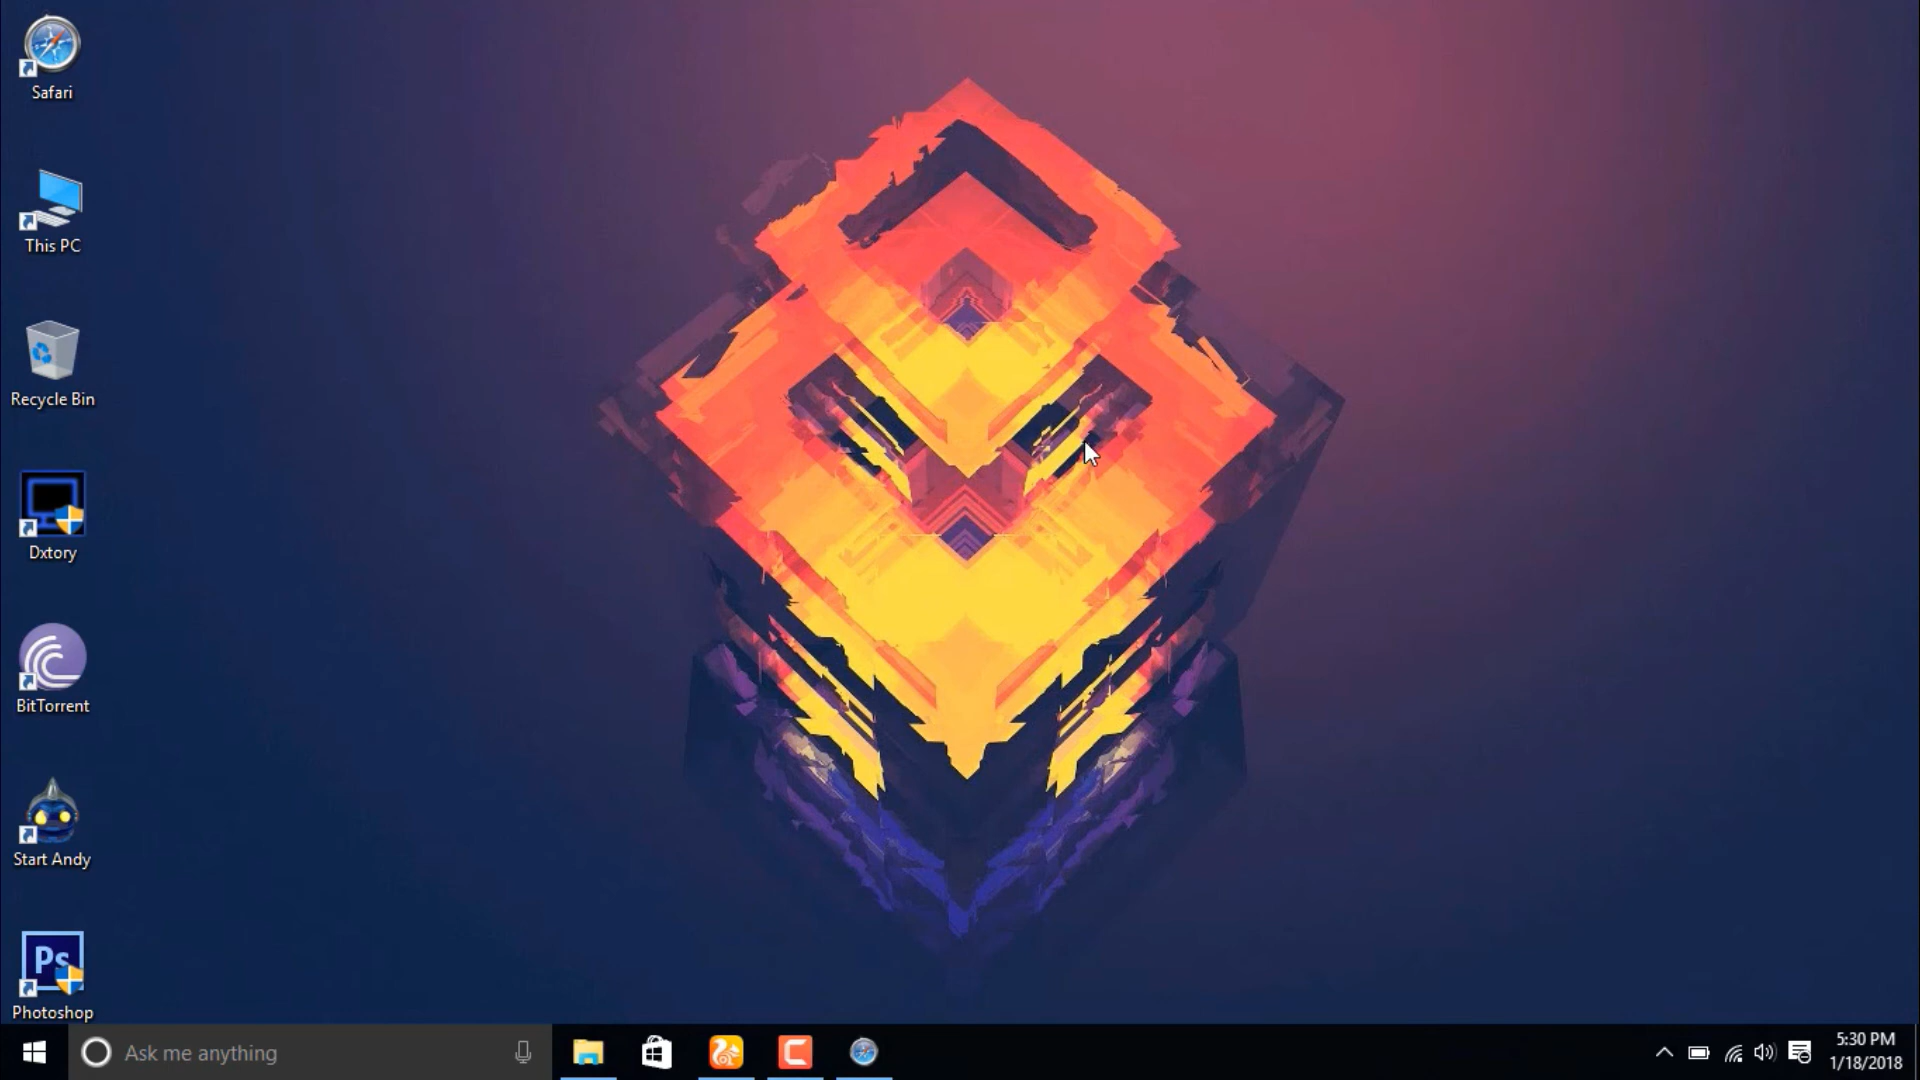 Safari
This PC
Recycle Bin
Dxtory
BitTorrent
Start Andy
Ps
Photoshop
Ask me anything
5:30 PM
1/18/2018